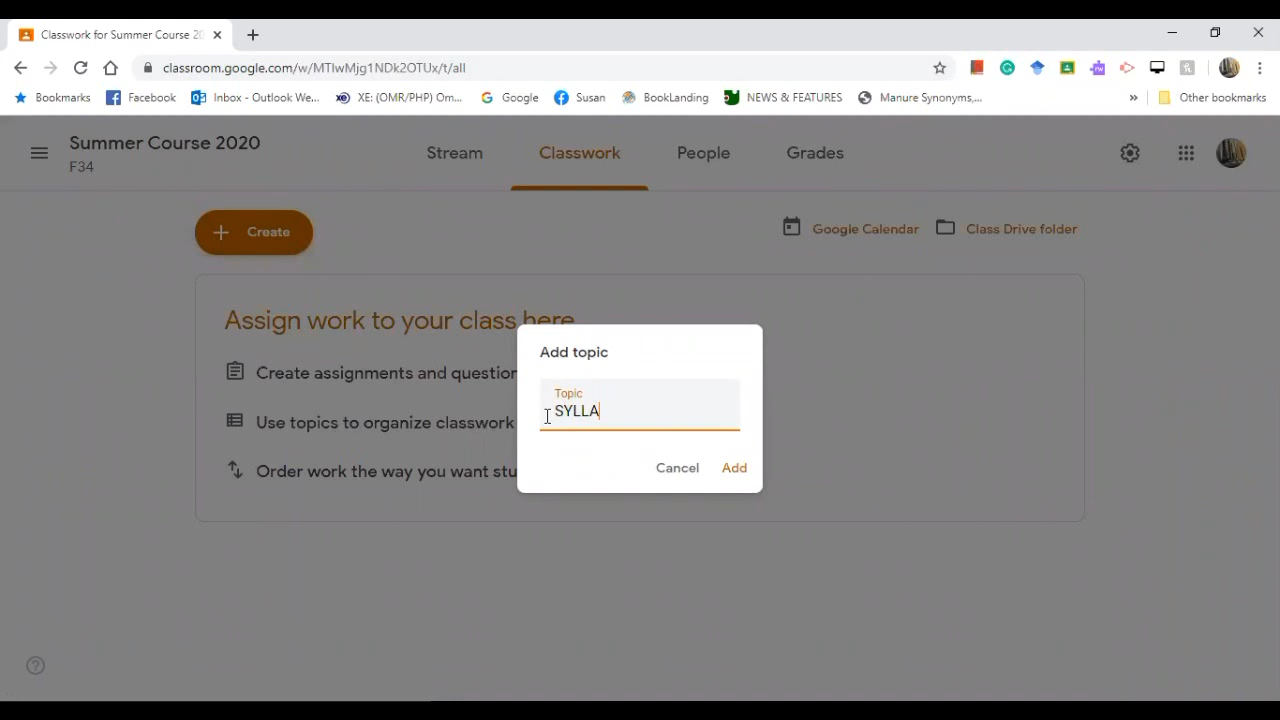 Classwork for Summer Course 20
classroom.google.com/w/MTIwMjg1NDk2OTUx/t/all
Bookmarks Facebook Inbox - Outlook We... XE: (OMR/PHP) Om... Google Susan BookLanding NEWS & FEATURES Manure Synonyms,... » Other bookmarks
Summer Course 2020
F34
Stream Classwork People Grades
Create
Google Calendar Class Drive folder
Assign work to your class here
Create assignments and question
Use topics to organize classwork
Order work the way you want stu
Add topic
Topic
SYLLA
Cancel Add